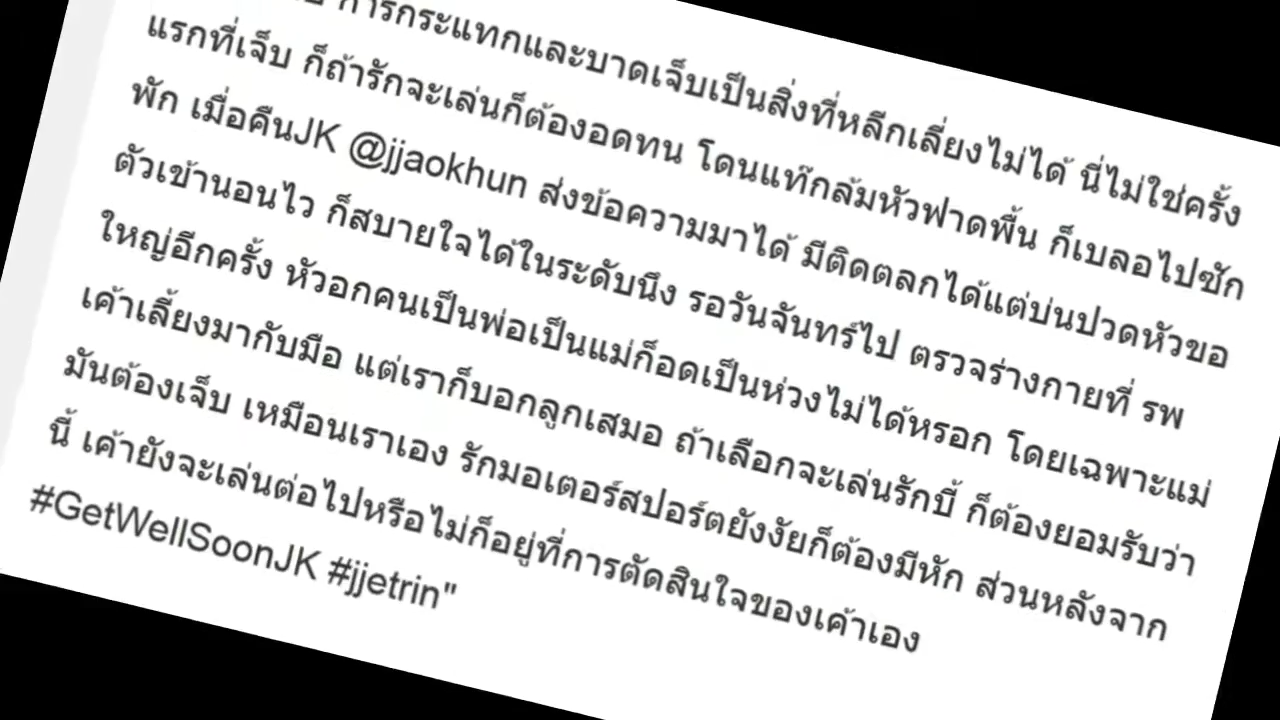 การกระแทกและบาดเจ็บเป็นสิ่งที่หลีกเลี่ยงไม่ได้ นี่ไม่ใช่ครั้ง
แรกที่เจ็บ ก็ถ้ารักจะเล่นก็ต้องอดทน โดนแท๊กล้มหัวฟาดพื้น ก็เบลอไปซัก
พัก เมื่อคืนJK @jjaokhun ส่งข้อความมาได้ มีติดตลกได้แต่บ่นปวดหัวขอ
ตัวเข้านอนไว ก็สบายใจได้ในระดับนึง รอวันจันทร์ไป ตรวจร่างกายที่ รพ
ใหญ่อีกครั้ง หัวอกคนเป็นพ่อเป็นแม่ก็อดเป็นห่วงไม่ได้หรอก โดยเฉพาะแม่
เค้าเลี้ยงมากับมือ แต่เราก็บอกลูกเสมอ ถ้าเลือกจะเล่นรักบี้ ก็ต้องยอมรับว่า
มันต้องเจ็บ เหมือนเราเอง รักมอเตอร์สปอร์ตยังงัยก็ต้องมีหัก ส่วนหลังจาก
นี้ เค้ายังจะเล่นต่อไปหรือไม่ก็อยู่ที่การตัดสินใจของเค้าเอง
#GetWellSoonJK #jjetrin"